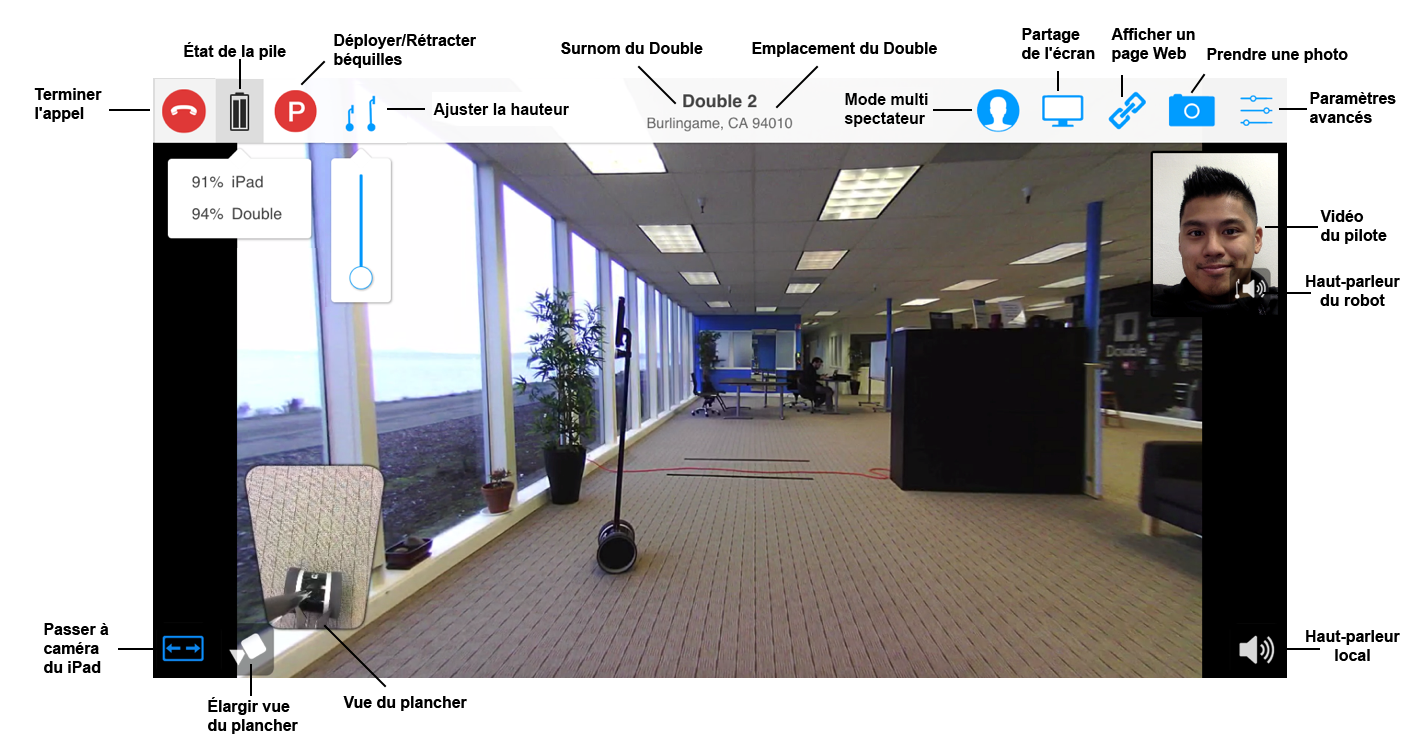 État de la pile
Déployer/Rétracter
béquilles
Surnom du Double
Emplacement du Double
Partage
de l'écran
Afficher un
page Web
Prendre une photo
Terminer
l'appel
P
Ajuster la hauteur
Double 2
Burlingame, CA 94010
Mode multi
spectateur
Paramètres
avancés
91% iPad
94% Double
Vidéo
du pilote
Haut-parleur
du robot
Double
Passer à
caméra
du iPad
Élargir vue
du plancher
Vue du plancher
Haut-parleur
local